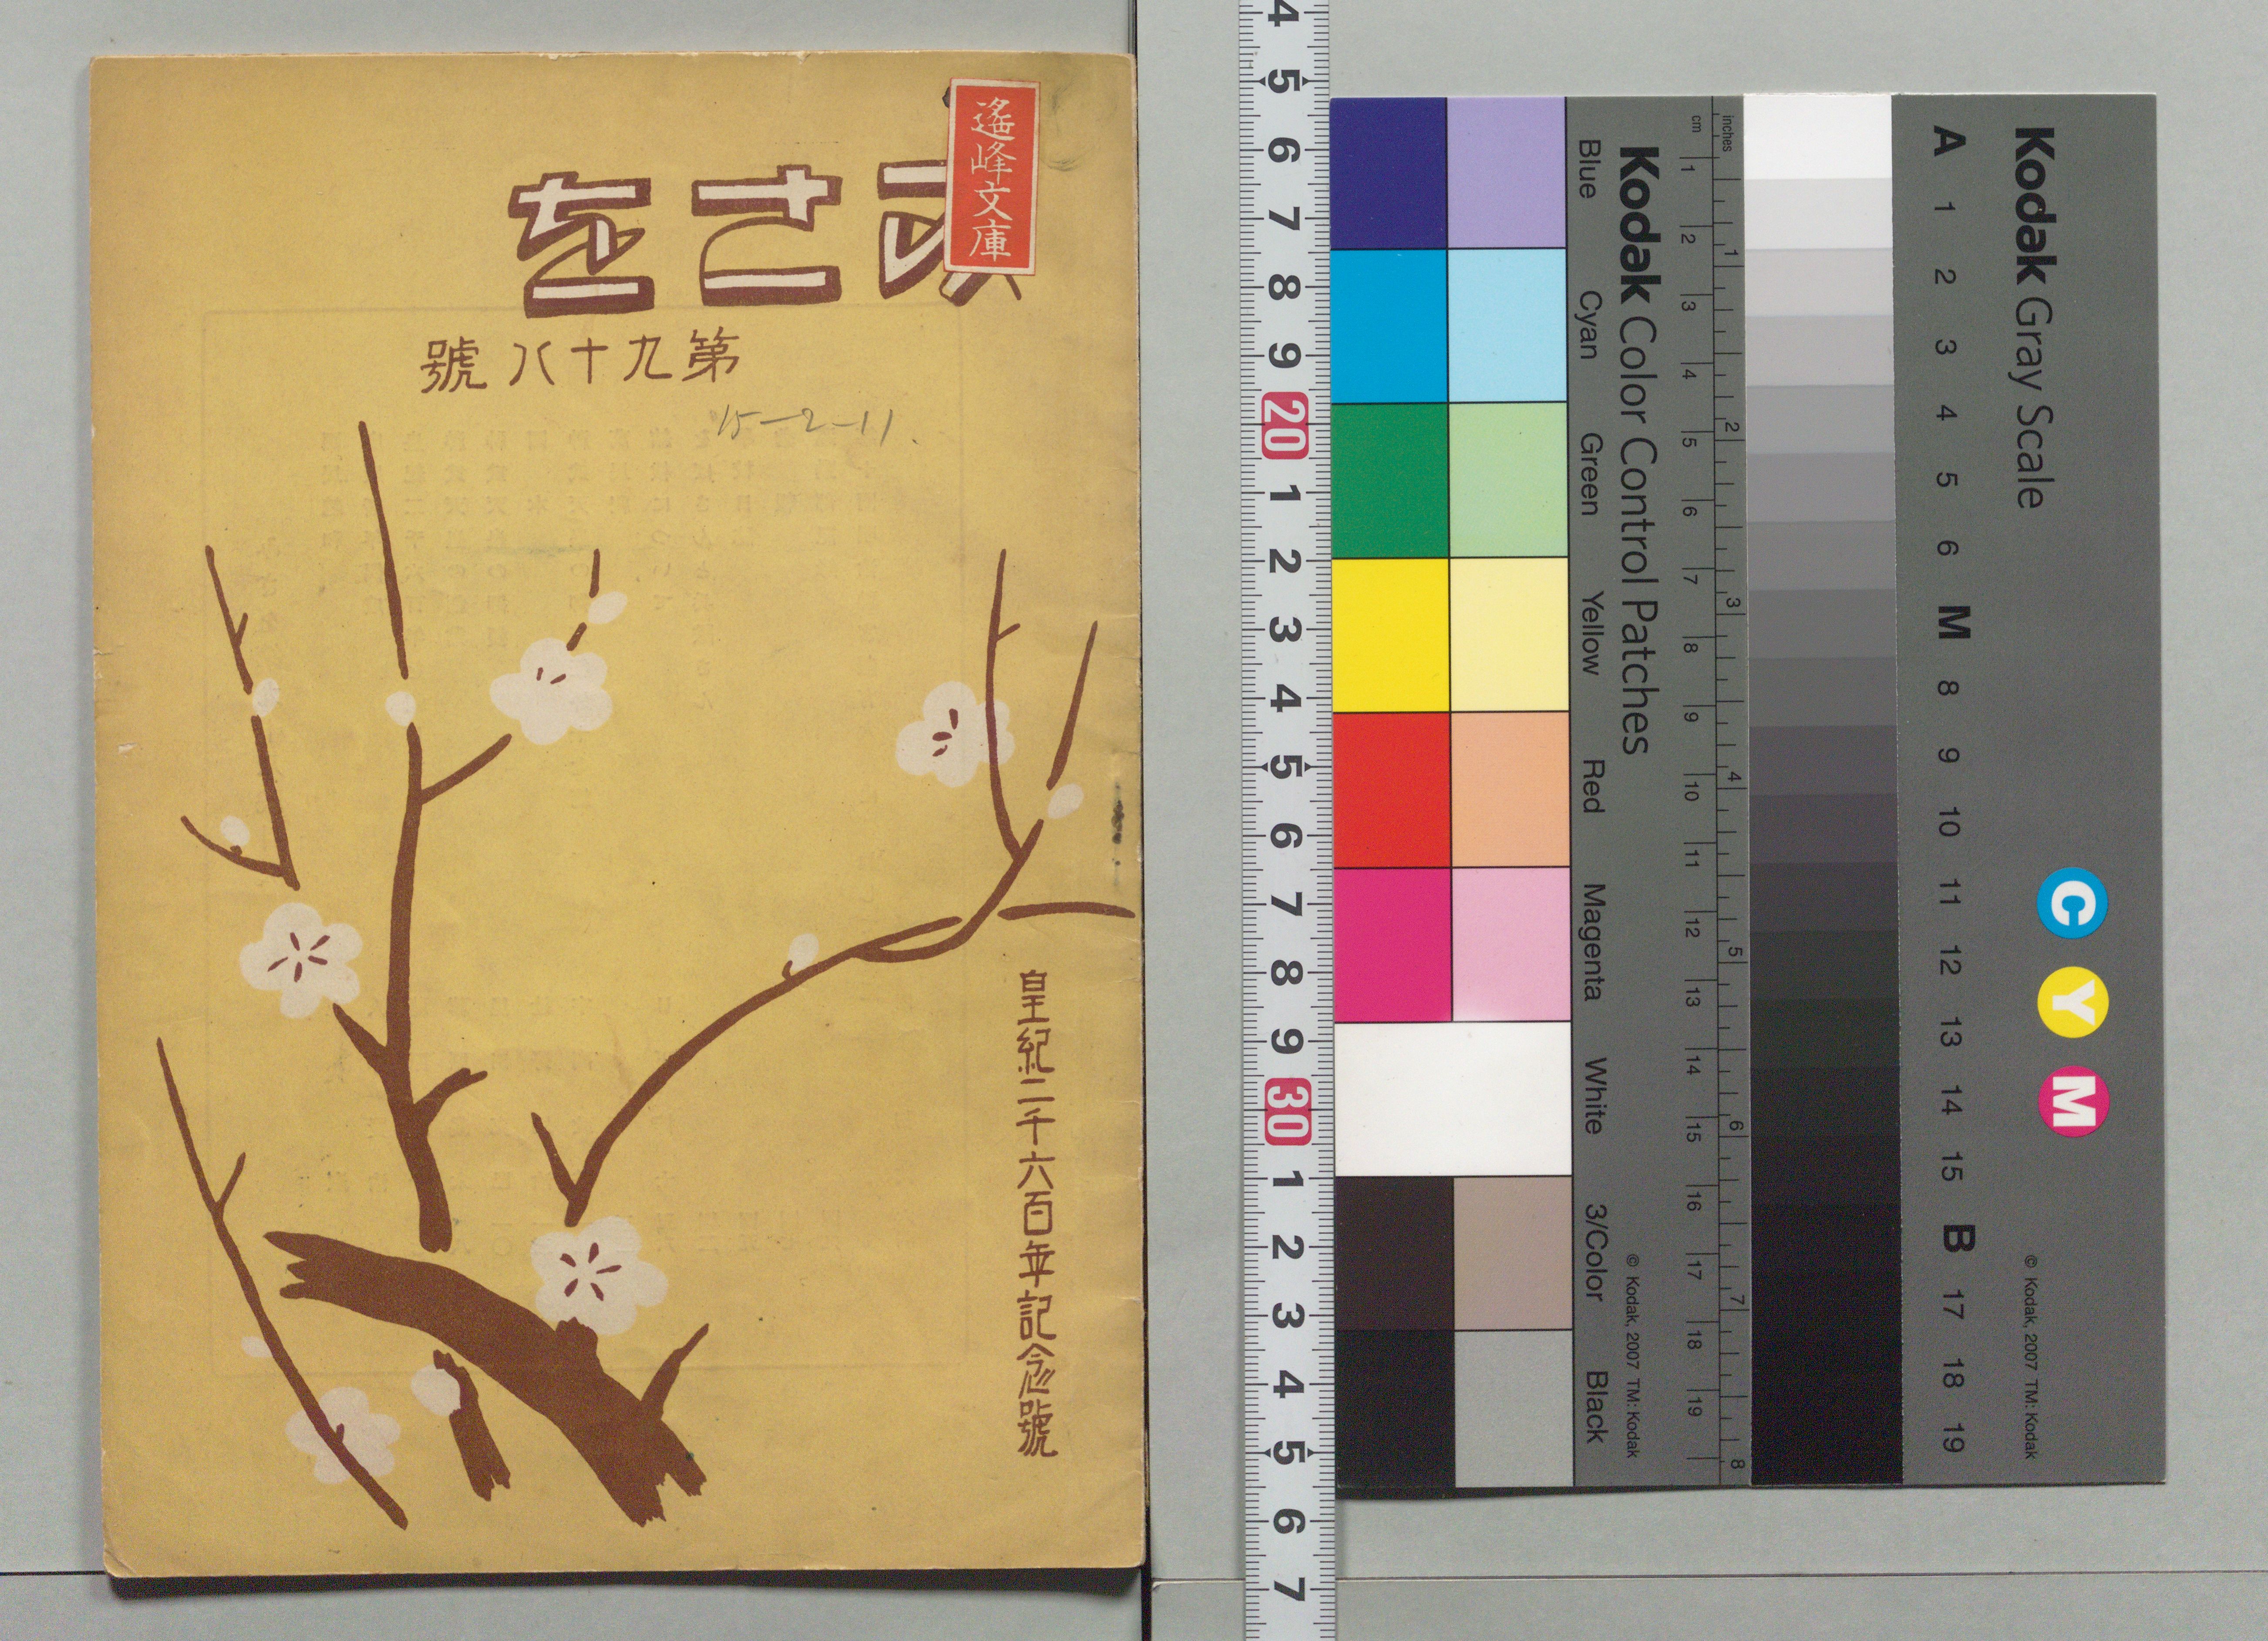 遙峰文庫
みさを
第九十八號
15-2-11.
皇紀二千六百年記念號
4 5 6 7 8 9 20 1 2 3 4 5 6 7 8 9 30 1 2 3 4 5 6 7
Kodak Gray Scale
© Kodak, 2007 TM: Kodak
C Y M
A 1 2 3 4 5 6 M 8 9 10 11 12 13 14 15 B 17 18 19
inches 1 2 3 4 5 6 7 8
cm 1 2 3 4 5 6 7 8 9 10 11 12 13 14 15 16 17 18 19
Kodak Color Control Patches
© Kodak, 2007 TM: Kodak
Blue Cyan Green Yellow Red Magenta White 3/Color Black